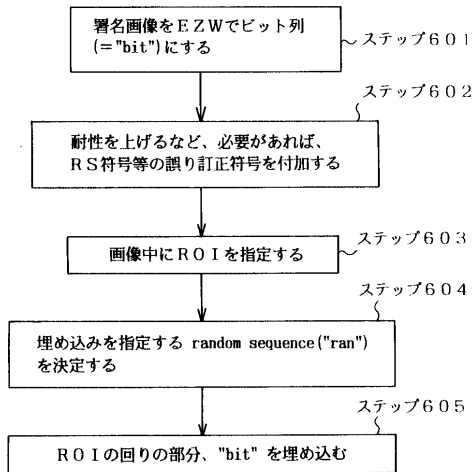 署名画像をＥＺＷでビット列
(="bit")にする
ステップ６０１
ステップ６０２
耐性を上げるなど、必要があれば、
ＲＳ符号等の誤り訂正符号を付加する
ステップ６０３
画像中にＲＯＩを指定する
ステップ６０４
埋め込みを指定する random sequence("ran")
を決定する
ステップ６０５
ＲＯＩの回りの部分、"bit" を埋め込む